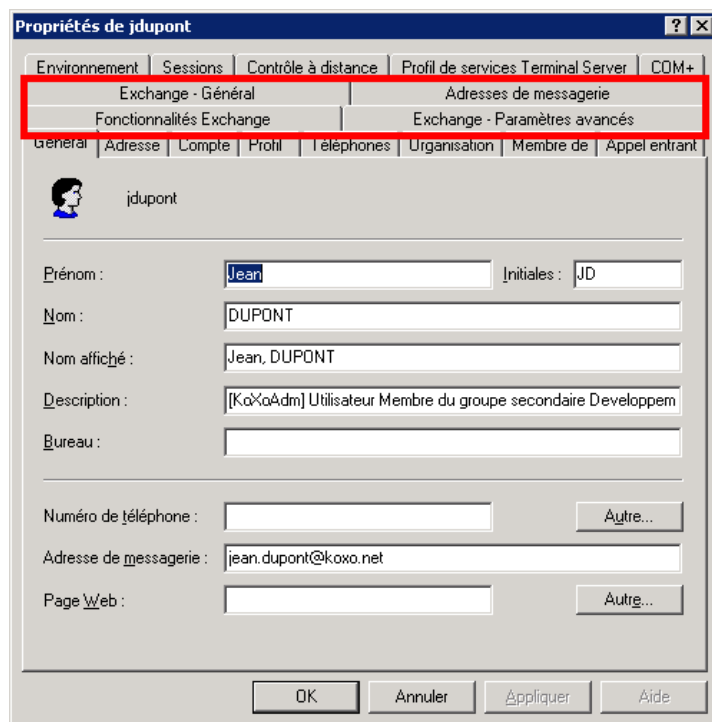 Propriétés de jdupont
Environnement Sessions Contrôle à distance Profil de services Terminal Server COM+
Exchange - Général Adresses de messagerie
Fonctionnalités Exchange Exchange - Paramètres avancés
Général Adresse Compte Profil Téléphones Organisation Membre de Appel entrant
jdupont
Prénom : Jean Initiales : JD
Nom : DUPONT
Nom affiché : Jean, DUPONT
Description : [KoXoAdm] Utilisateur Membre du groupe secondaire Developpem
Bureau :
Numéro de téléphone : Autre...
Adresse de messagerie : jean.dupont@koxo.net
Page Web : Autre...
OK Annuler Appliquer Aide